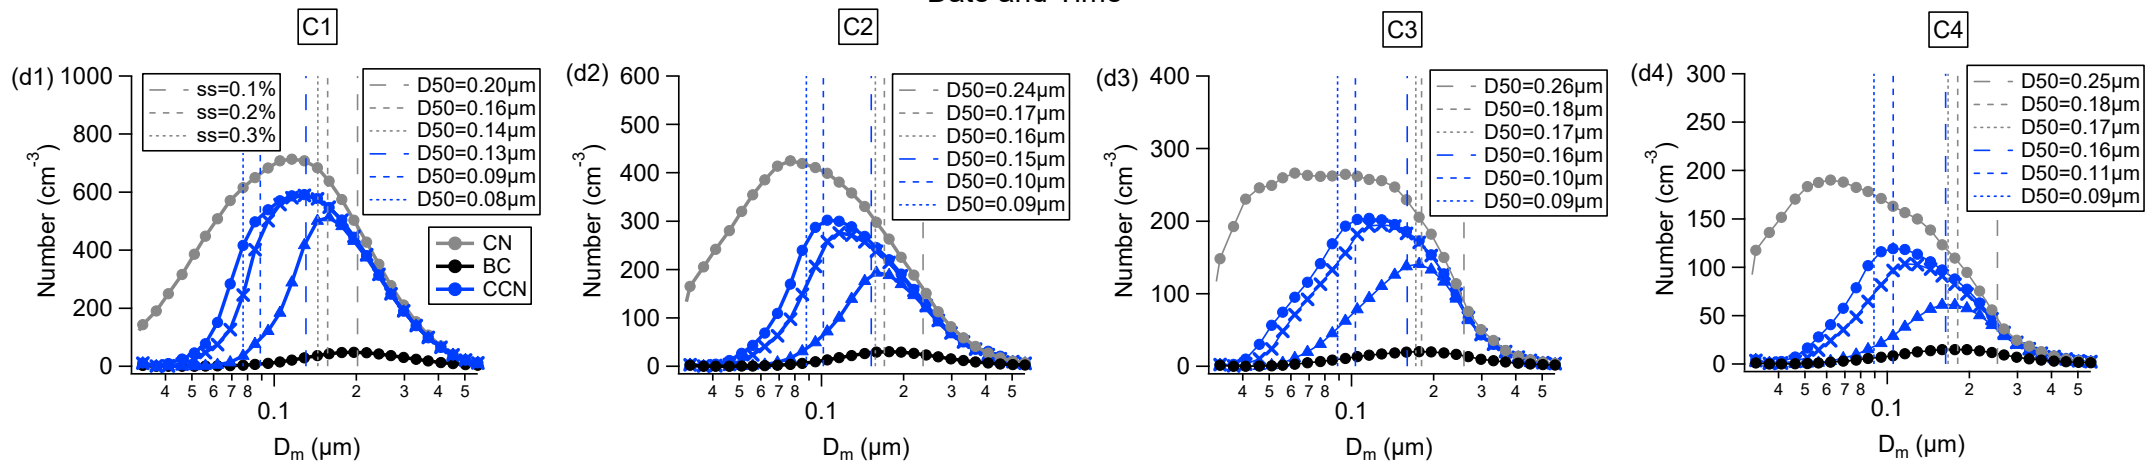 Date and Time
C1
C2
C3
C4
(d1)
1000
800
600
400
200
0
Number (cm⁻³)
ss=0.1%
ss=0.2%
ss=0.3%
D50=0.20µm
D50=0.16µm
D50=0.14µm
D50=0.13µm
D50=0.09µm
D50=0.08µm
CN
BC
CCN
4 5 6 7 8 2 3 4 5
0.1
Dₘ (µm)
(d2)
600
500
400
300
200
100
0
Number (cm⁻³)
D50=0.24µm
D50=0.17µm
D50=0.16µm
D50=0.15µm
D50=0.10µm
D50=0.09µm
4 5 6 7 8 2 3 4 5
0.1
Dₘ (µm)
(d3)
400
300
200
100
0
Number (cm⁻³)
D50=0.26µm
D50=0.18µm
D50=0.17µm
D50=0.16µm
D50=0.10µm
D50=0.09µm
4 5 6 7 8 2 3 4 5
0.1
Dₘ (µm)
(d4)
300
250
200
150
100
50
0
Number (cm⁻³)
D50=0.25µm
D50=0.18µm
D50=0.17µm
D50=0.16µm
D50=0.11µm
D50=0.09µm
4 5 6 7 8 2 3 4 5
0.1
Dₘ (µm)